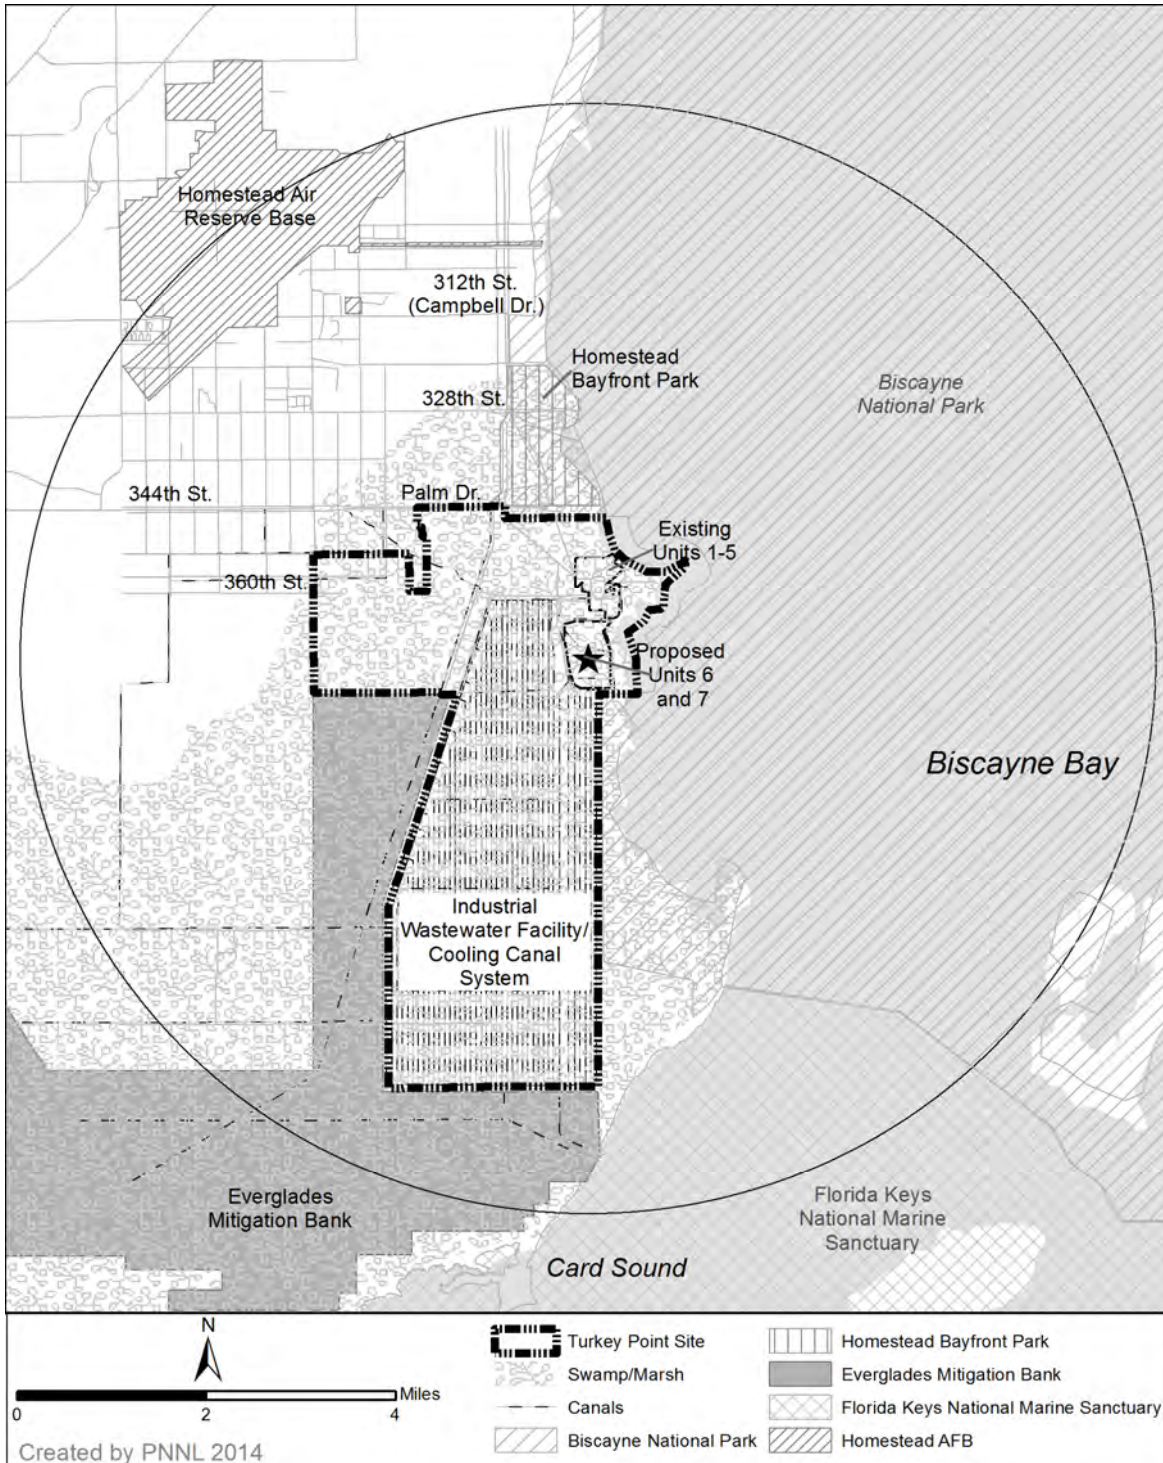 Homestead Air
Reserve Base
312th St.
(Campbell Dr.)
Homestead
Bayfront Park
Biscayne
National Park
328th St.
344th St.
Palm Dr.
Existing
Units 1-5
360th St.
Proposed
Units 6
and 7
Biscayne Bay
Industrial
Wastewater Facility/
Cooling Canal
System
Everglades
Mitigation Bank
Florida Keys
National Marine
Sanctuary
Card Sound
N
Miles
0 2 4
Created by PNNL 2014
Turkey Point Site
Swamp/Marsh
Canals
Biscayne National Park
Homestead Bayfront Park
Everglades Mitigation Bank
Florida Keys National Marine Sanctuary
Homestead AFB